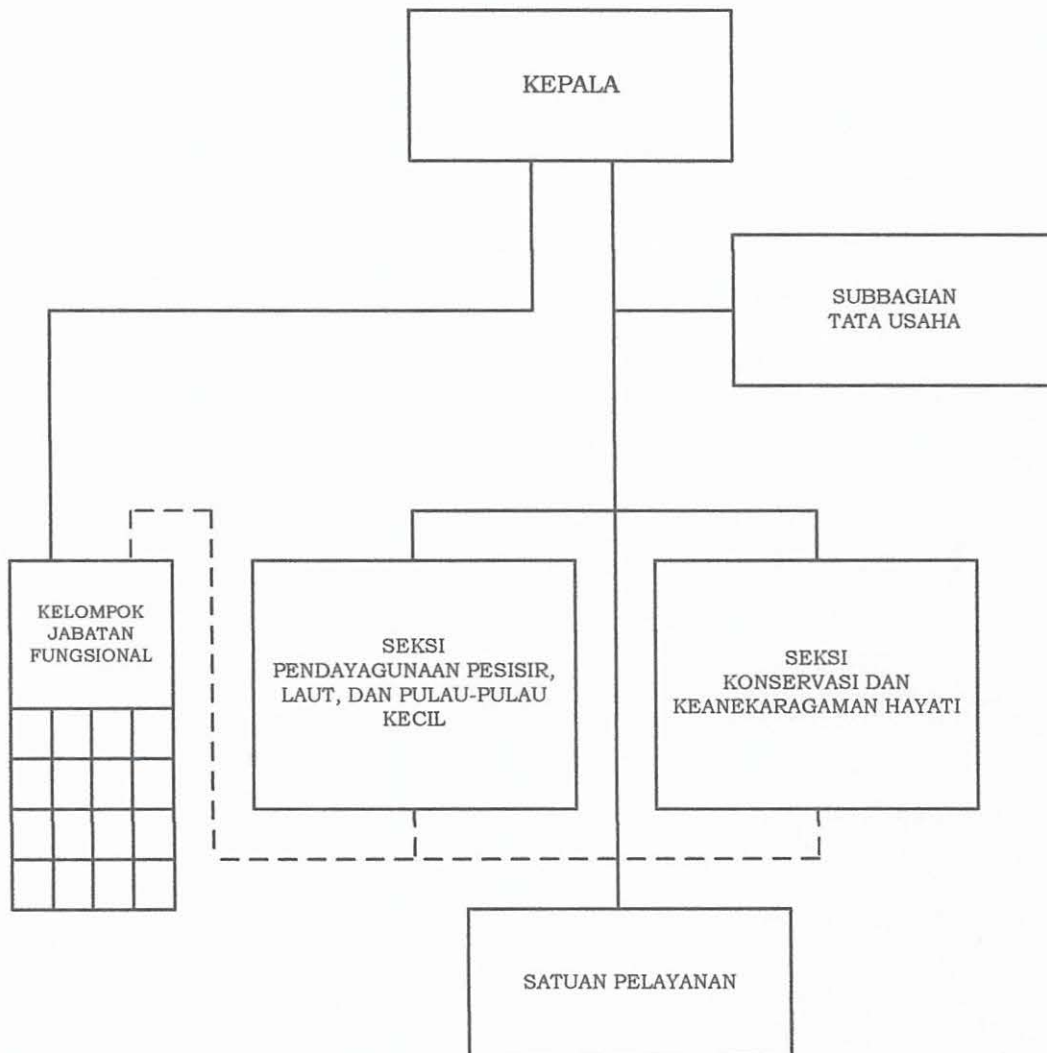 KEPALA
SUBBAGIAN
TATA USAHA
KELOMPOK
JABATAN
FUNGSIONAL
SEKSI
PENDAYAGUNAAN PESISIR,
LAUT, DAN PULAU-PULAU
KECIL
SEKSI
KONSERVASI DAN
KEANEKARAGAMAN HAYATI
SATUAN PELAYANAN